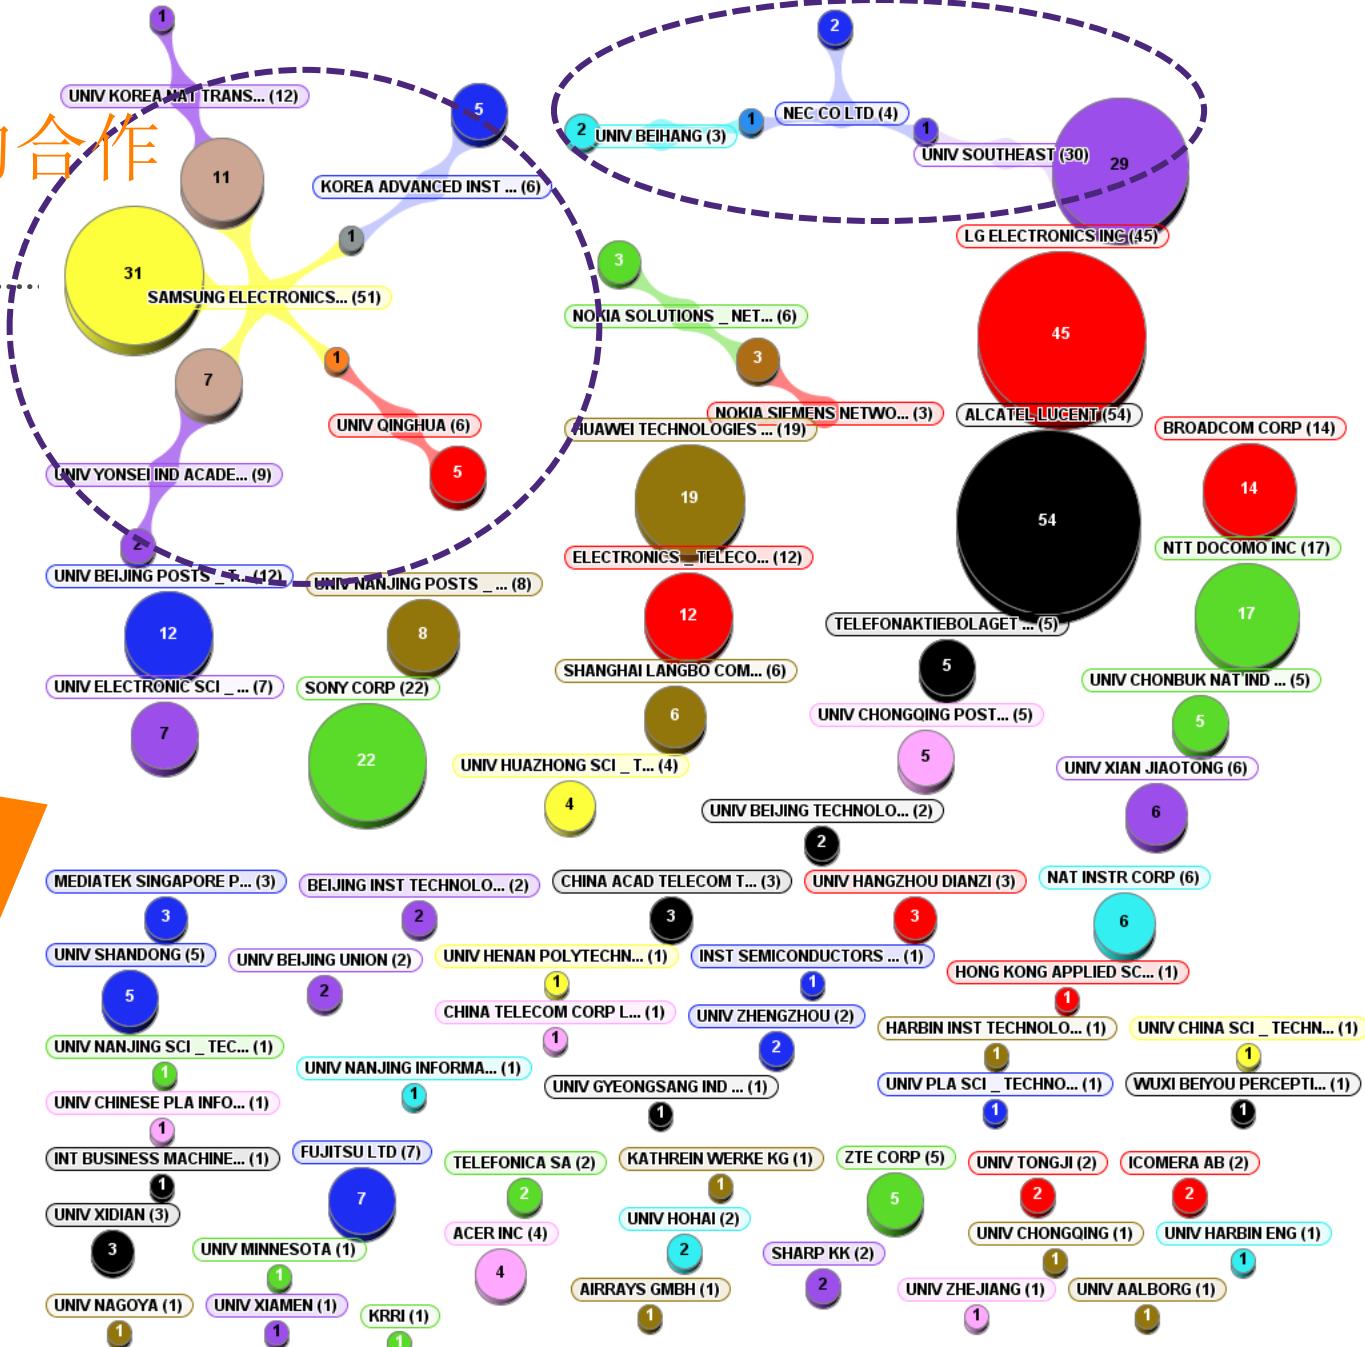 1
UNIV KOREA NAT TRANS... (12)
合作
11
5
KOREA ADVANCED INST ... (6)
1
31
SAMSUNG ELECTRONICS... (51)
7
1
UNIV QINGHUA (6)
5
UNIV YONSEI IND ACADE... (9)
2
2
NEC CO LTD (4)
2
UNIV BEIHANG (3)
1
1
UNIV SOUTHEAST (30)
29
3
NOKIA SOLUTIONS _ NET... (6)
3
NOKIA SIEMENS NETWO... (3)
LG ELECTRONICS INC (45)
45
HUAWEI TECHNOLOGIES ... (19)
19
ALCATEL LUCENT (54)
54
BROADCOM CORP (14)
14
ELECTRONICS _ TELECO... (12)
12
NTT DOCOMO INC (17)
17
UNIV BEIJING POSTS _ T... (12)
12
UNIV NANJING POSTS _ ... (8)
8
TELEFONAKTIEBOLAGET ... (5)
5
SHANGHAI LANGBO COM... (6)
6
UNIV ELECTRONIC SCI _ ... (7)
7
SONY CORP (22)
22
UNIV CHONBUK NAT IND ... (5)
5
UNIV CHONGQING POST... (5)
5
UNIV HUAZHONG SCI _ T... (4)
4
UNIV XIAN JIAOTONG (6)
6
UNIV BEIJING TECHNOLO... (2)
2
MEDIATEK SINGAPORE P... (3)
3
BEIJING INST TECHNOLO... (2)
2
CHINA ACAD TELECOM T... (3)
3
UNIV HANGZHOU DIANZI (3)
3
NAT INSTR CORP (6)
6
UNIV SHANDONG (5)
5
UNIV BEIJING UNION (2)
2
UNIV HENAN POLYTECHN... (1)
1
INST SEMICONDUCTORS ... (1)
1
HONG KONG APPLIED SC... (1)
1
CHINA TELECOM CORP L... (1)
1
UNIV ZHENGZHOU (2)
2
HARBIN INST TECHNOLO... (1)
1
UNIV CHINA SCI _ TECHN... (1)
1
UNIV NANJING SCI _ TEC... (1)
1
UNIV NANJING INFORMA... (1)
1
UNIV GYEONGSANG IND ... (1)
1
UNIV PLA SCI _ TECHNO... (1)
1
WUXI BEIYOU PERCEPTI... (1)
1
UNIV CHINESE PLA INFO... (1)
1
INT BUSINESS MACHINE... (1)
1
FUJITSU LTD (7)
7
TELEFONICA SA (2)
2
KATHREIN WERKE KG (1)
1
ZTE CORP (5)
5
UNIV TONGJI (2)
2
ICOMERA AB (2)
2
UNIV XIDIAN (3)
3
UNIV MINNESOTA (1)
1
ACER INC (4)
4
UNIV HOHAI (2)
2
SHARP KK (2)
2
UNIV CHONGQING (1)
1
UNIV HARBIN ENG (1)
1
UNIV NAGOYA (1)
1
UNIV XIAMEN (1)
1
KRRI (1)
1
AIRRAYS GMBH (1)
1
UNIV ZHEJIANG (1)
1
UNIV AALBORG (1)
1